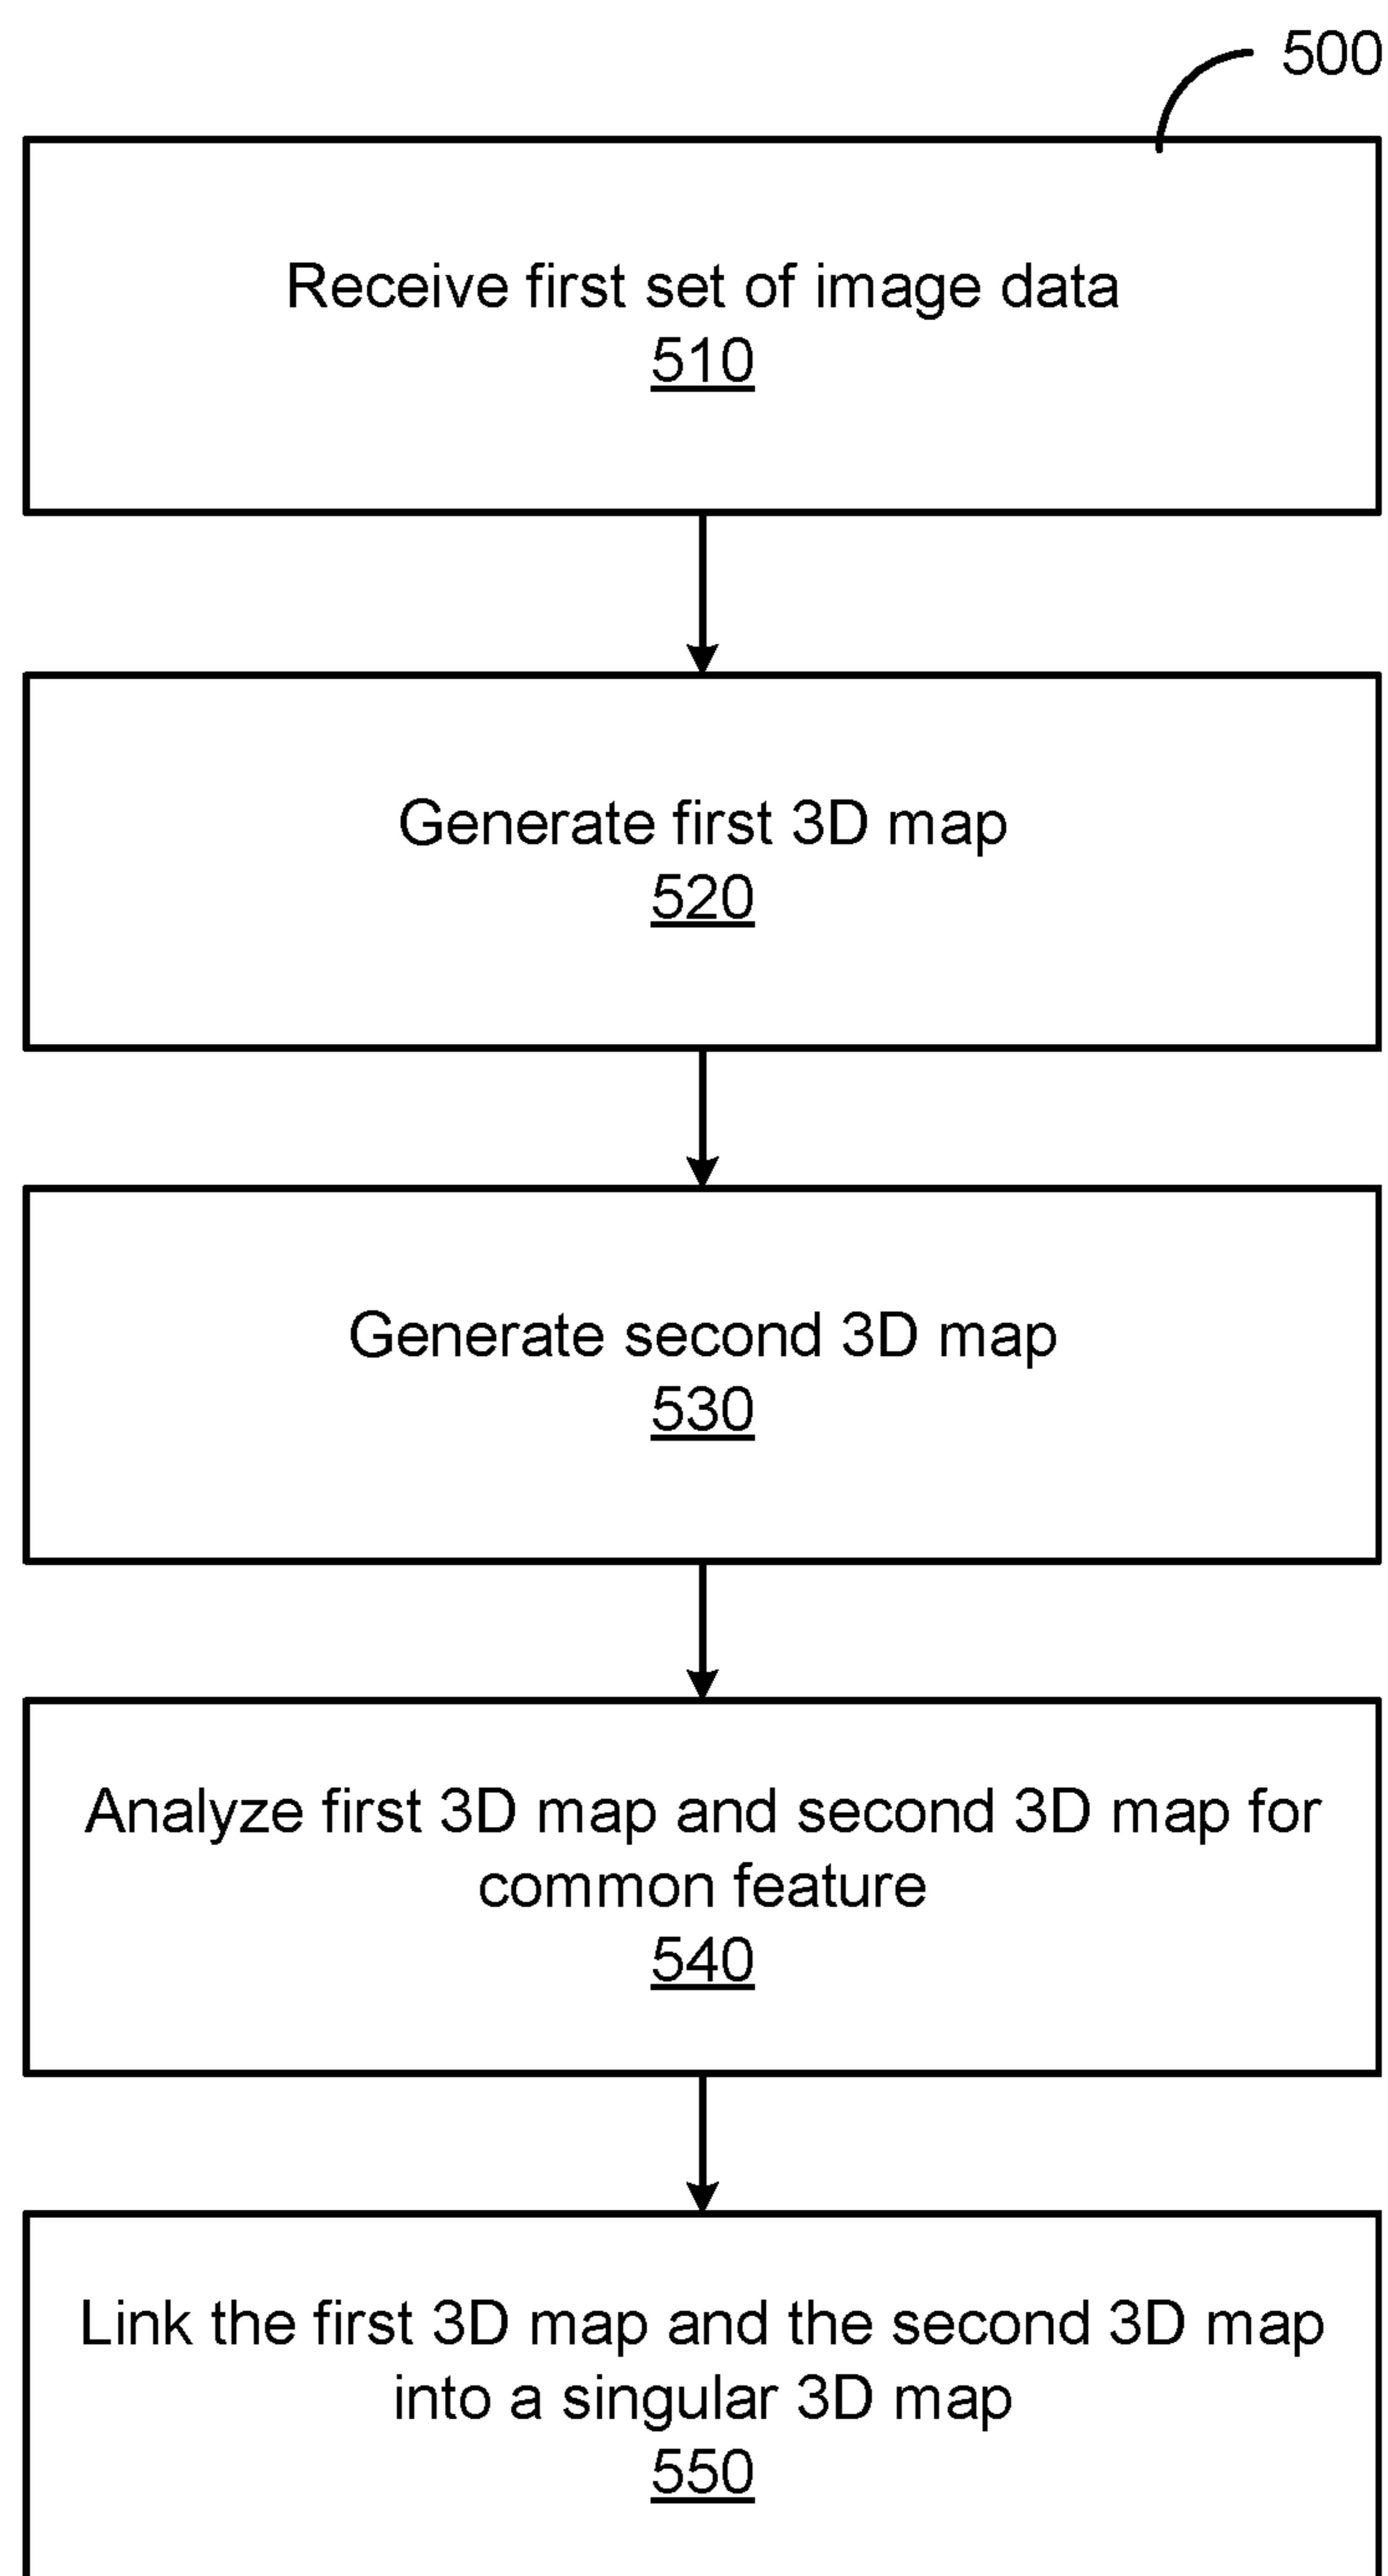 500
Receive first set of image data
510
Generate first 3D map
520
Generate second 3D map
530
Analyze first 3D map and second 3D map for
common feature
540
Link the first 3D map and the second 3D map
into a singular 3D map
550